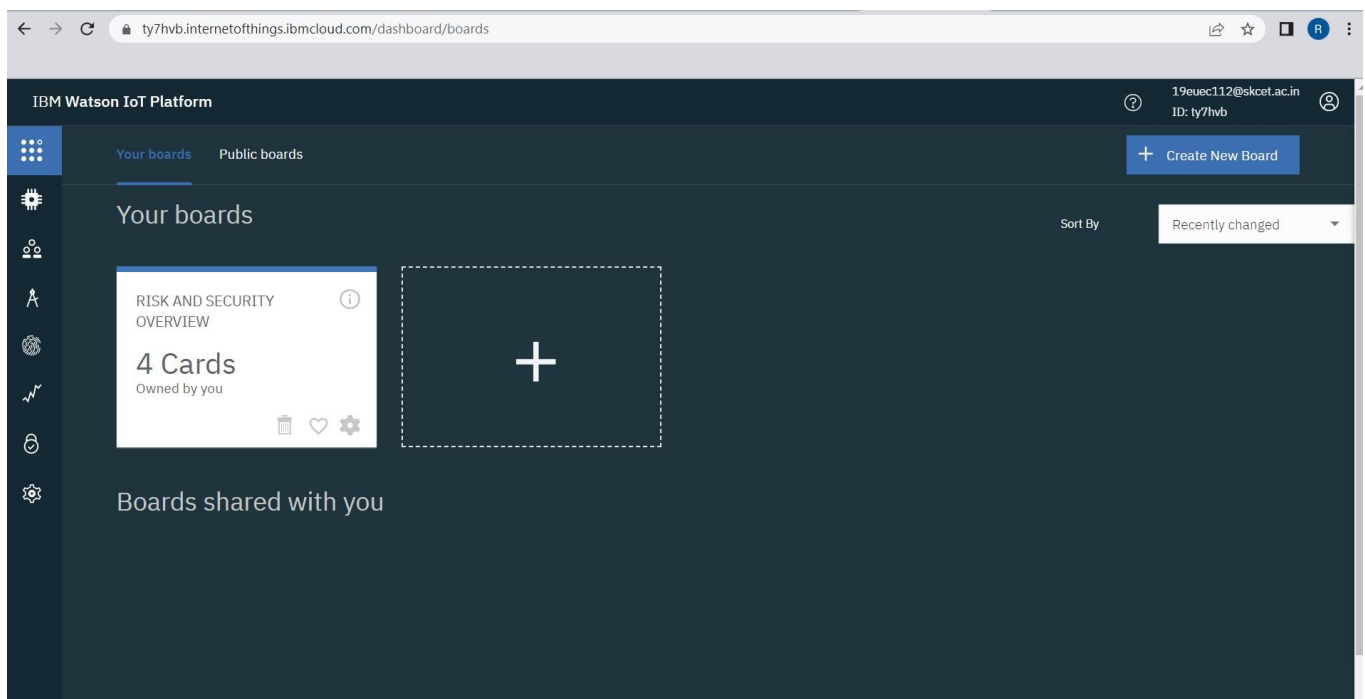 ty7hvb.internetofthings.ibmcloud.com/dashboard/boards
R
IBM Watson IoT Platform
19euec112@skcet.ac.in
ID: ty7hvb
Your boards
Public boards
Create New Board
Your boards
Sort By
Recently changed
RISK AND SECURITY
OVERVIEW
4 Cards
Owned by you
Boards shared with you